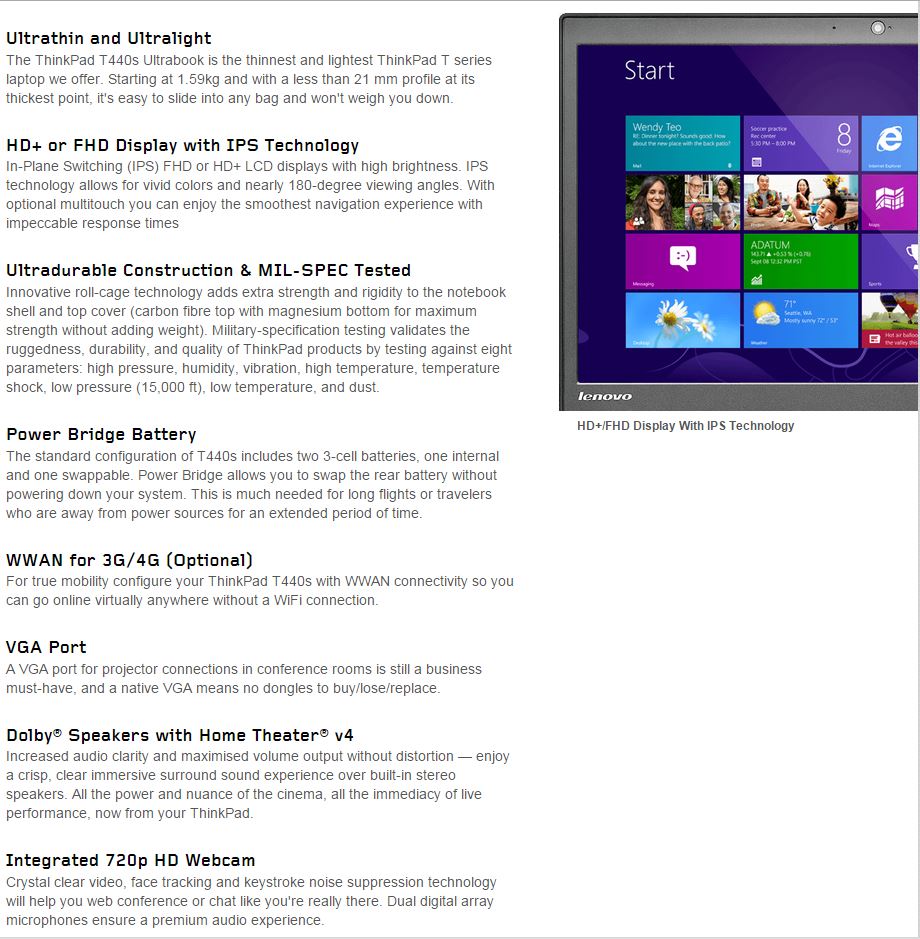 Ultrathin and Ultralight
The ThinkPad T440s Ultrabook is the thinnest and lightest ThinkPad T series
laptop we offer. Starting at 1.59kg and with a less than 21 mm profile at its
thickest point, it's easy to slide into any bag and won't weigh you down.
HD+ or FHD Display with IPS Technology
In-Plane Switching (IPS) FHD or HD+ LCD displays with high brightness. IPS
technology allows for vivid colors and nearly 180-degree viewing angles. With
optional multitouch you can enjoy the smoothest navigation experience with
impeccable response times
Ultradurable Construction & MIL-SPEC Tested
Innovative roll-cage technology adds extra strength and rigidity to the notebook
shell and top cover (carbon fibre top with magnesium bottom for maximum
strength without adding weight). Military-specification testing validates the
ruggedness, durability, and quality of ThinkPad products by testing against eight
parameters: high pressure, humidity, vibration, high temperature, temperature
shock, low pressure (15,000 ft), low temperature, and dust.
Power Bridge Battery
The standard configuration of T440s includes two 3-cell batteries, one internal
and one swappable. Power Bridge allows you to swap the rear battery without
powering down your system. This is much needed for long flights or travelers
who are away from power sources for an extended period of time.
WWAN for 3G/4G (Optional)
For true mobility configure your ThinkPad T440s with WWAN connectivity so you
can go online virtually anywhere without a WiFi connection.
VGA Port
A VGA port for projector connections in conference rooms is still a business
must-have, and a native VGA means no dongles to buy/lose/replace.
Dolby® Speakers with Home Theater® v4
Increased audio clarity and maximised volume output without distortion — enjoy
a crisp, clear immersive surround sound experience over built-in stereo
speakers. All the power and nuance of the cinema, all the immediacy of live
performance, now from your ThinkPad.
Integrated 720p HD Webcam
Crystal clear video, face tracking and keystroke noise suppression technology
will help you web conference or chat like you're really there. Dual digital array
microphones ensure a premium audio experience.
Start
Wendy Teo
RE: Dinner tonight! Sounds good. How
about the new place with the back patio?
Mail 8
Soccer practice
Rec center
5:30 PM – 8:00 PM
8
Friday
Internet Explorer
People
Maps
Messaging
ADATUM
143.71 ▲ +0.53 % (+0.76)
Sept 08 12:32 PM PST
Sports
Desktop
71°
Seattle, WA
Mostly sunny 72° / 53°
Weather
Hot air balloo
the valley this
lenovo
HD+/FHD Display With IPS Technology